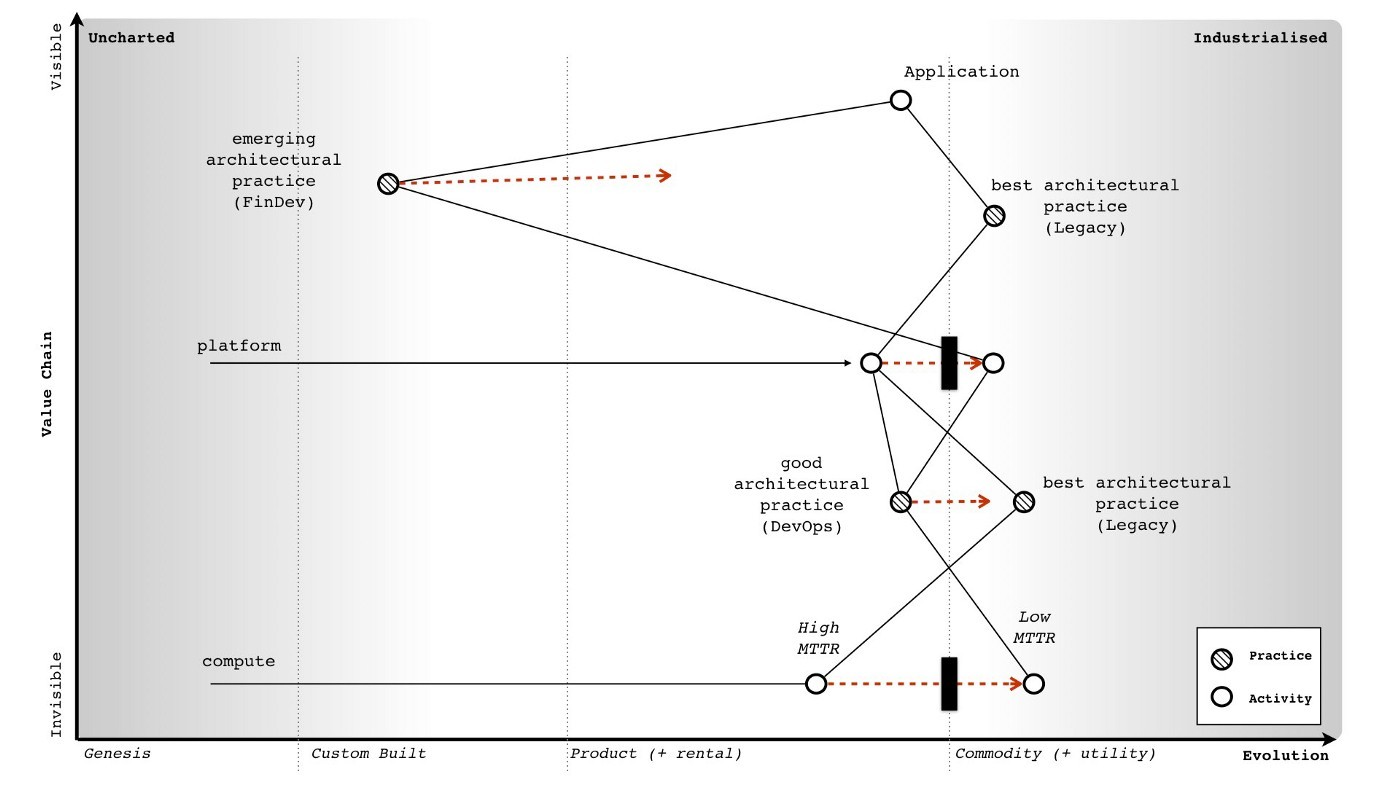 Visible
Uncharted
Industrialised
Application
emerging
architectural
practice
(FinDev)
best architectural
practice
(Legacy)
platform
Value Chain
good
architectural
practice
(DevOps)
best architectural
practice
(Legacy)
High
MTTR
Low
MTTR
compute
Practice
Activity
Invisible
Genesis
Custom Built
Product (+ rental)
Commodity (+ utility)
Evolution